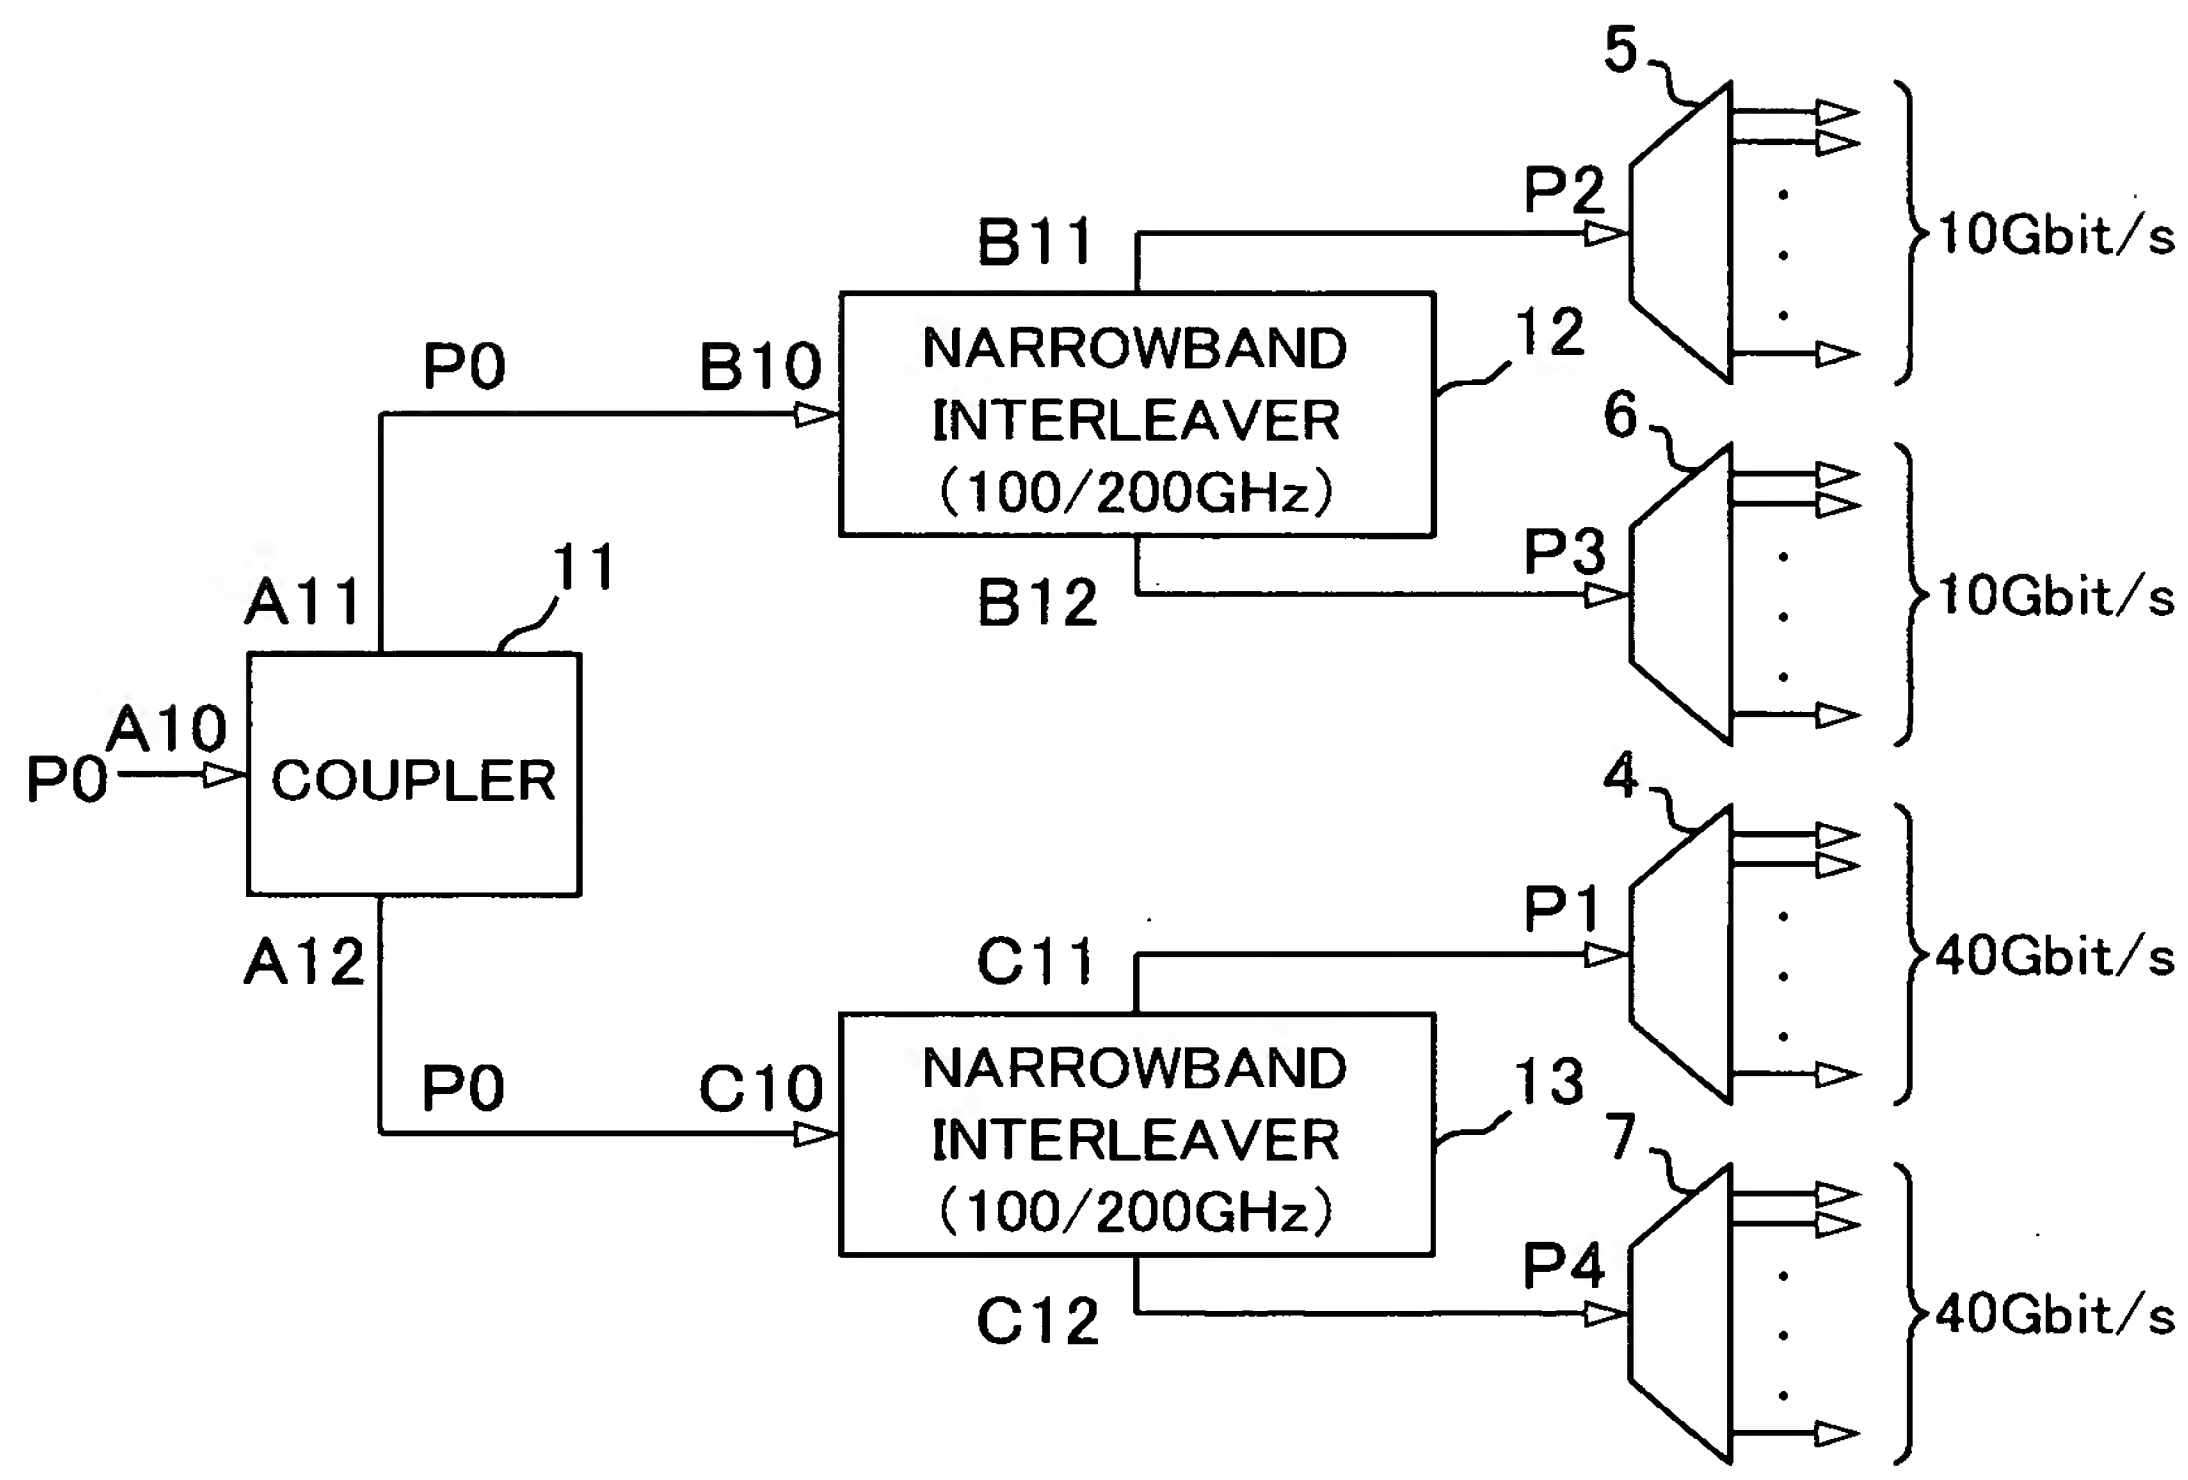 5
P2
10Gbit/s
B11
12
P0
B10
NARROWBAND
INTERLEAVER
(100/200GHz)
6
P3
10Gbit/s
B12
A11
11
A10
P0
COUPLER
4
P1
40Gbit/s
A12
C11
P0
C10
NARROWBAND
INTERLEAVER
(100/200GHz)
13
7
P4
40Gbit/s
C12